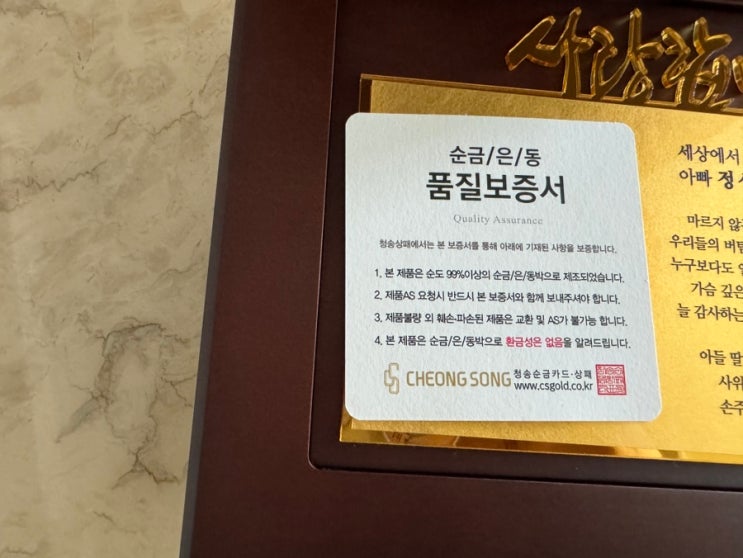 순금/은/동
품질보증서
Quality Assurance
청송상패에서는 본 보증서를 통해 아래에 기재된 사항을 보증합니다.
1. 본 제품은 순도 99%이상의 순금/은/동박으로 제조되었습니다.
2. 제품AS 요청시 반드시 본 보증서와 함께 보내주셔야 합니다.
3. 제품불량 외 훼손·파손된 제품은 교환 및 AS가 불가능 합니다.
4. 본 제품은 순금/은/동박으로 환금성은 없음을 알려드립니다.
CHEONG SONG 청송순금카드·상패
www.csgold.co.kr
세상에서
아빠 정
마르지
우리들의
누구보다도
가슴 깊은
늘 감사하는
아들 딸
사위
손주